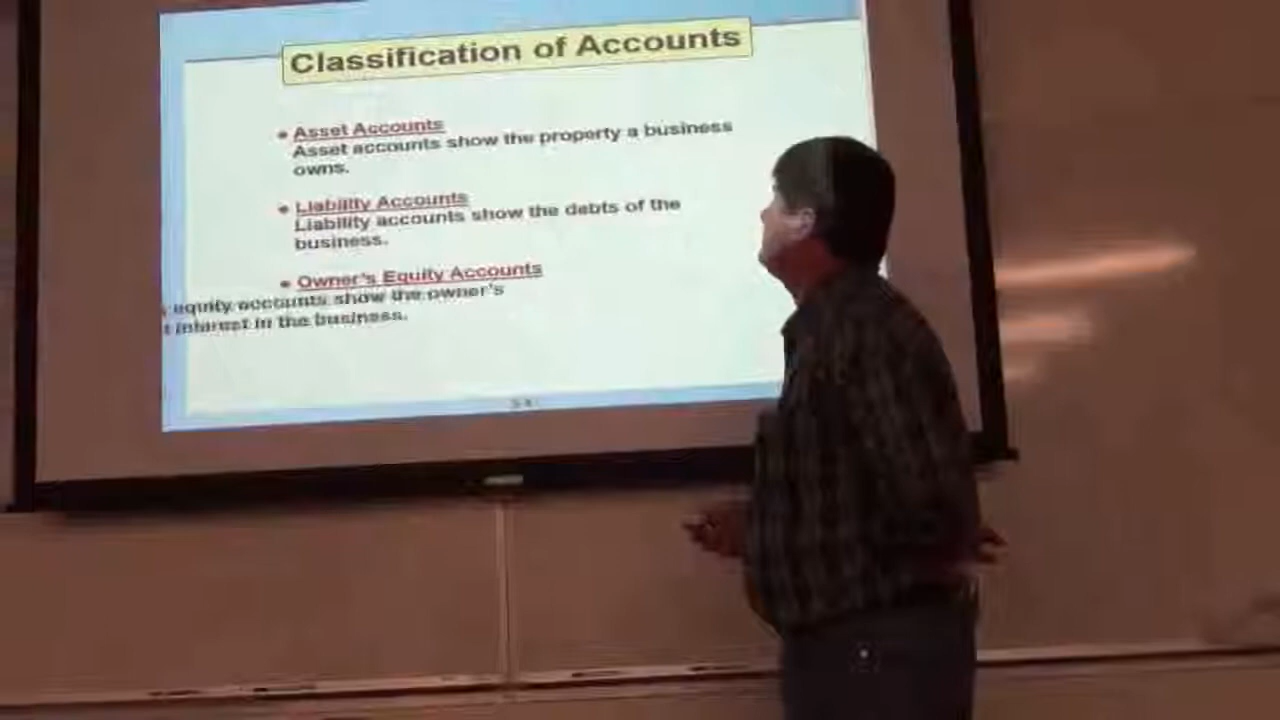 Classification of Accounts
• Asset Accounts
Asset accounts show the property a business
owns.
• Liability Accounts
Liability accounts show the debts of the
business.
• Owner's Equity Accounts
equity accounts show the owner's
interest in the business.